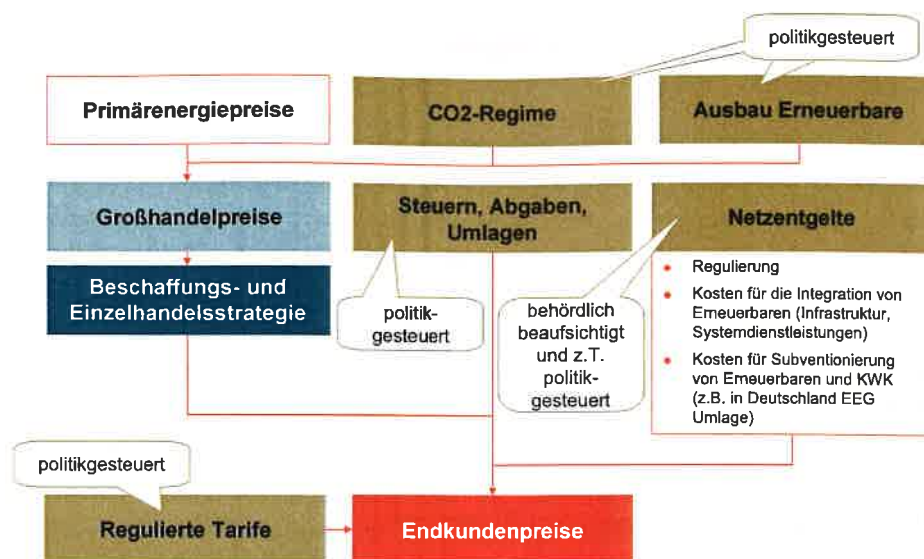 politikgesteuert
Primärenergiepreise
CO2-Regime
Ausbau Erneuerbare
Großhandelpreise
Steuern, Abgaben,
Umlagen
Netzentgelte
Beschaffungs- und
Einzelhandelsstrategie
politik-
gesteuert
behördlich
beaufsichtigt
und z.T.
politik-
gesteuert
• Regulierung
• Kosten für die Integration von
Erneuerbaren (Infrastruktur,
Systemdienstleistungen)
• Kosten für Subventionierung
von Erneuerbaren und KWK
(z.B. in Deutschland EEG
Umlage)
politikgesteuert
Regulierte Tarife
Endkundenpreise